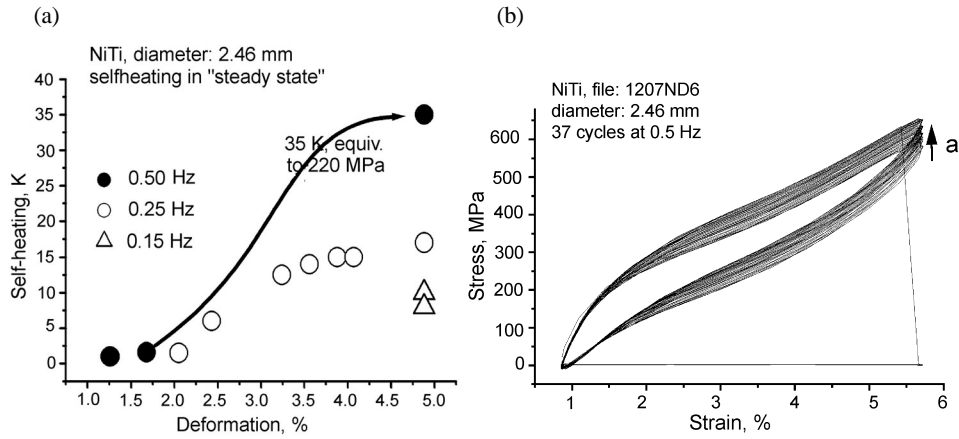 (a)
NiTi, diameter: 2.46 mm
selfheating in "steady state"
40
35
30
25
20
15
10
5
0
Self-heating, K
35 K, equiv.
to 220 MPa
0.50 Hz
0.25 Hz
0.15 Hz
1.0 1.5 2.0 2.5 3.0 3.5 4.0 4.5 5.0
Deformation, %
(b)
NiTi, file: 1207ND6
diameter: 2.46 mm
37 cycles at 0.5 Hz
a
600
500
400
300
200
100
0
Stress, MPa
1 2 3 4 5 6
Strain, %